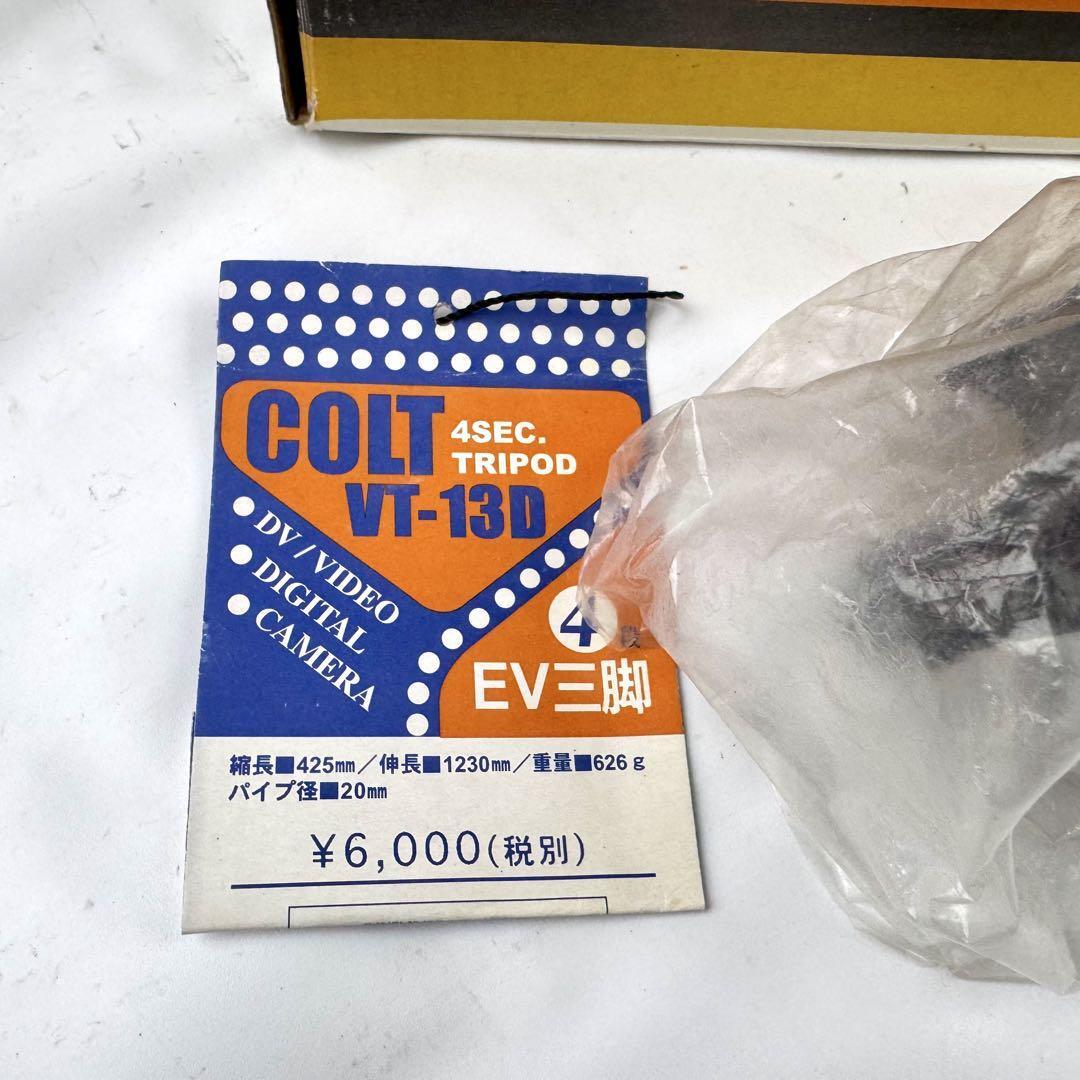 COLT
4SEC.
TRIPOD
VT-13D
DV/VIDEO
DIGITAL
CAMERA
4段
EV三脚
縮長■425mm/伸長■1230mm/重量■626g
パイプ径■20mm
¥6,000(税別)